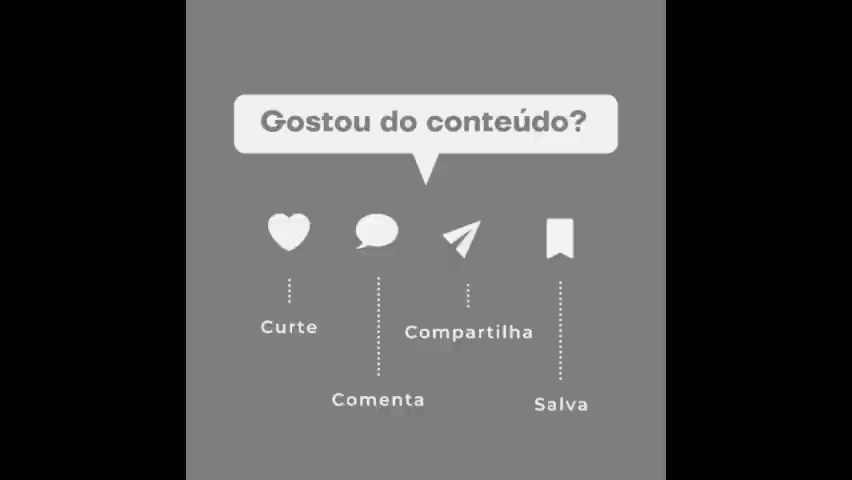 Gostou do conteúdo?
Curte
Compartilha
Comenta
Salva